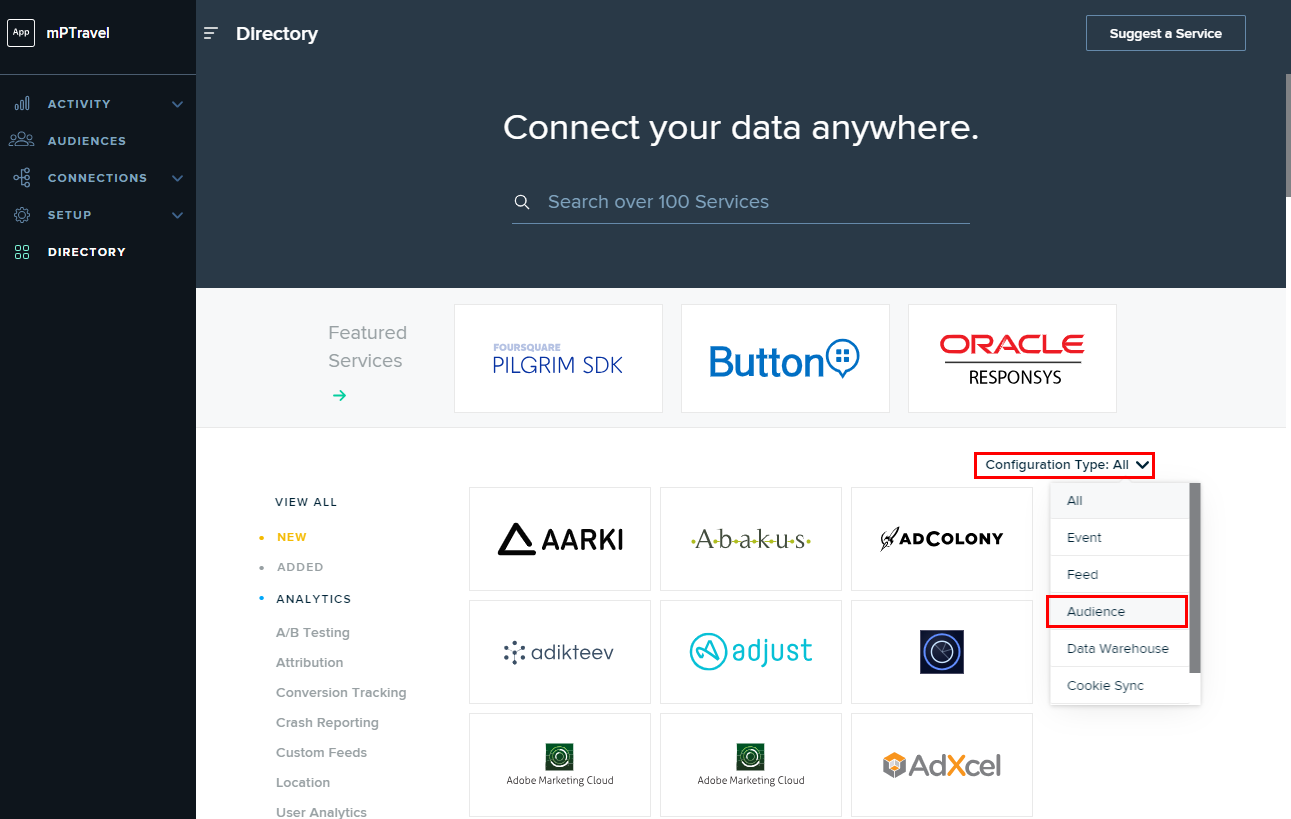 App mPTravel
ACTIVITY
AUDIENCES
CONNECTIONS
SETUP
DIRECTORY
Directory
Suggest a Service
Connect your data anywhere.
Search over 100 Services
Featured
Services
FOURSQUARE
PILGRIM SDK
Button
ORACLE
RESPONSYS
Configuration Type: All
All
Event
Feed
Audience
Data Warehouse
Cookie Sync
VIEW ALL
NEW
ADDED
ANALYTICS
A/B Testing
Attribution
Conversion Tracking
Crash Reporting
Custom Feeds
Location
User Analytics
AARKI
Abakus
ADCOLONY
adikteev
adjust
Adobe Marketing Cloud
Adobe Marketing Cloud
AdXcel